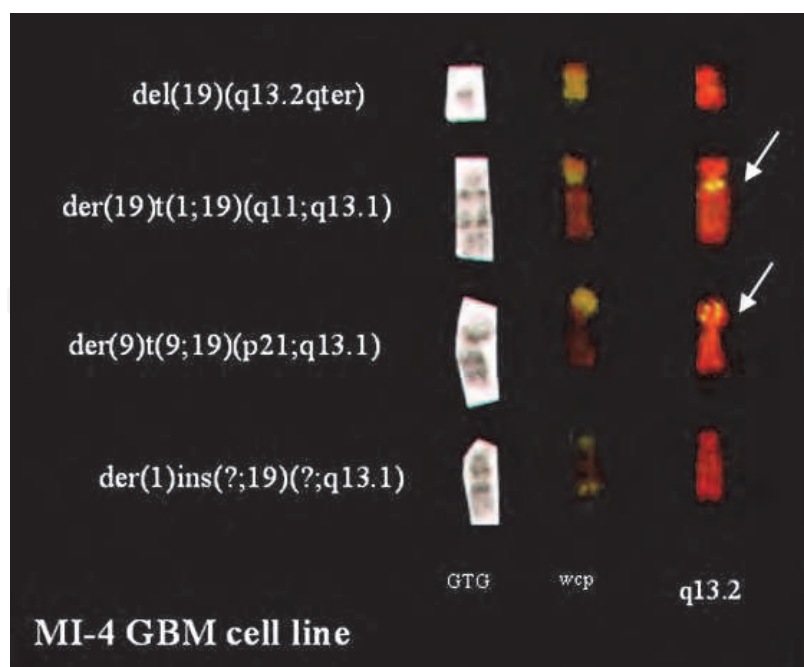 del(19)(q13.2qter)
der(19)t(1;19)(q11;q13.1)
der(9)t(9;19)(p21;q13.1)
der(1)ins(?;19)(?;q13.1)
GTG wcp q13.2
MI-4 GBM cell line